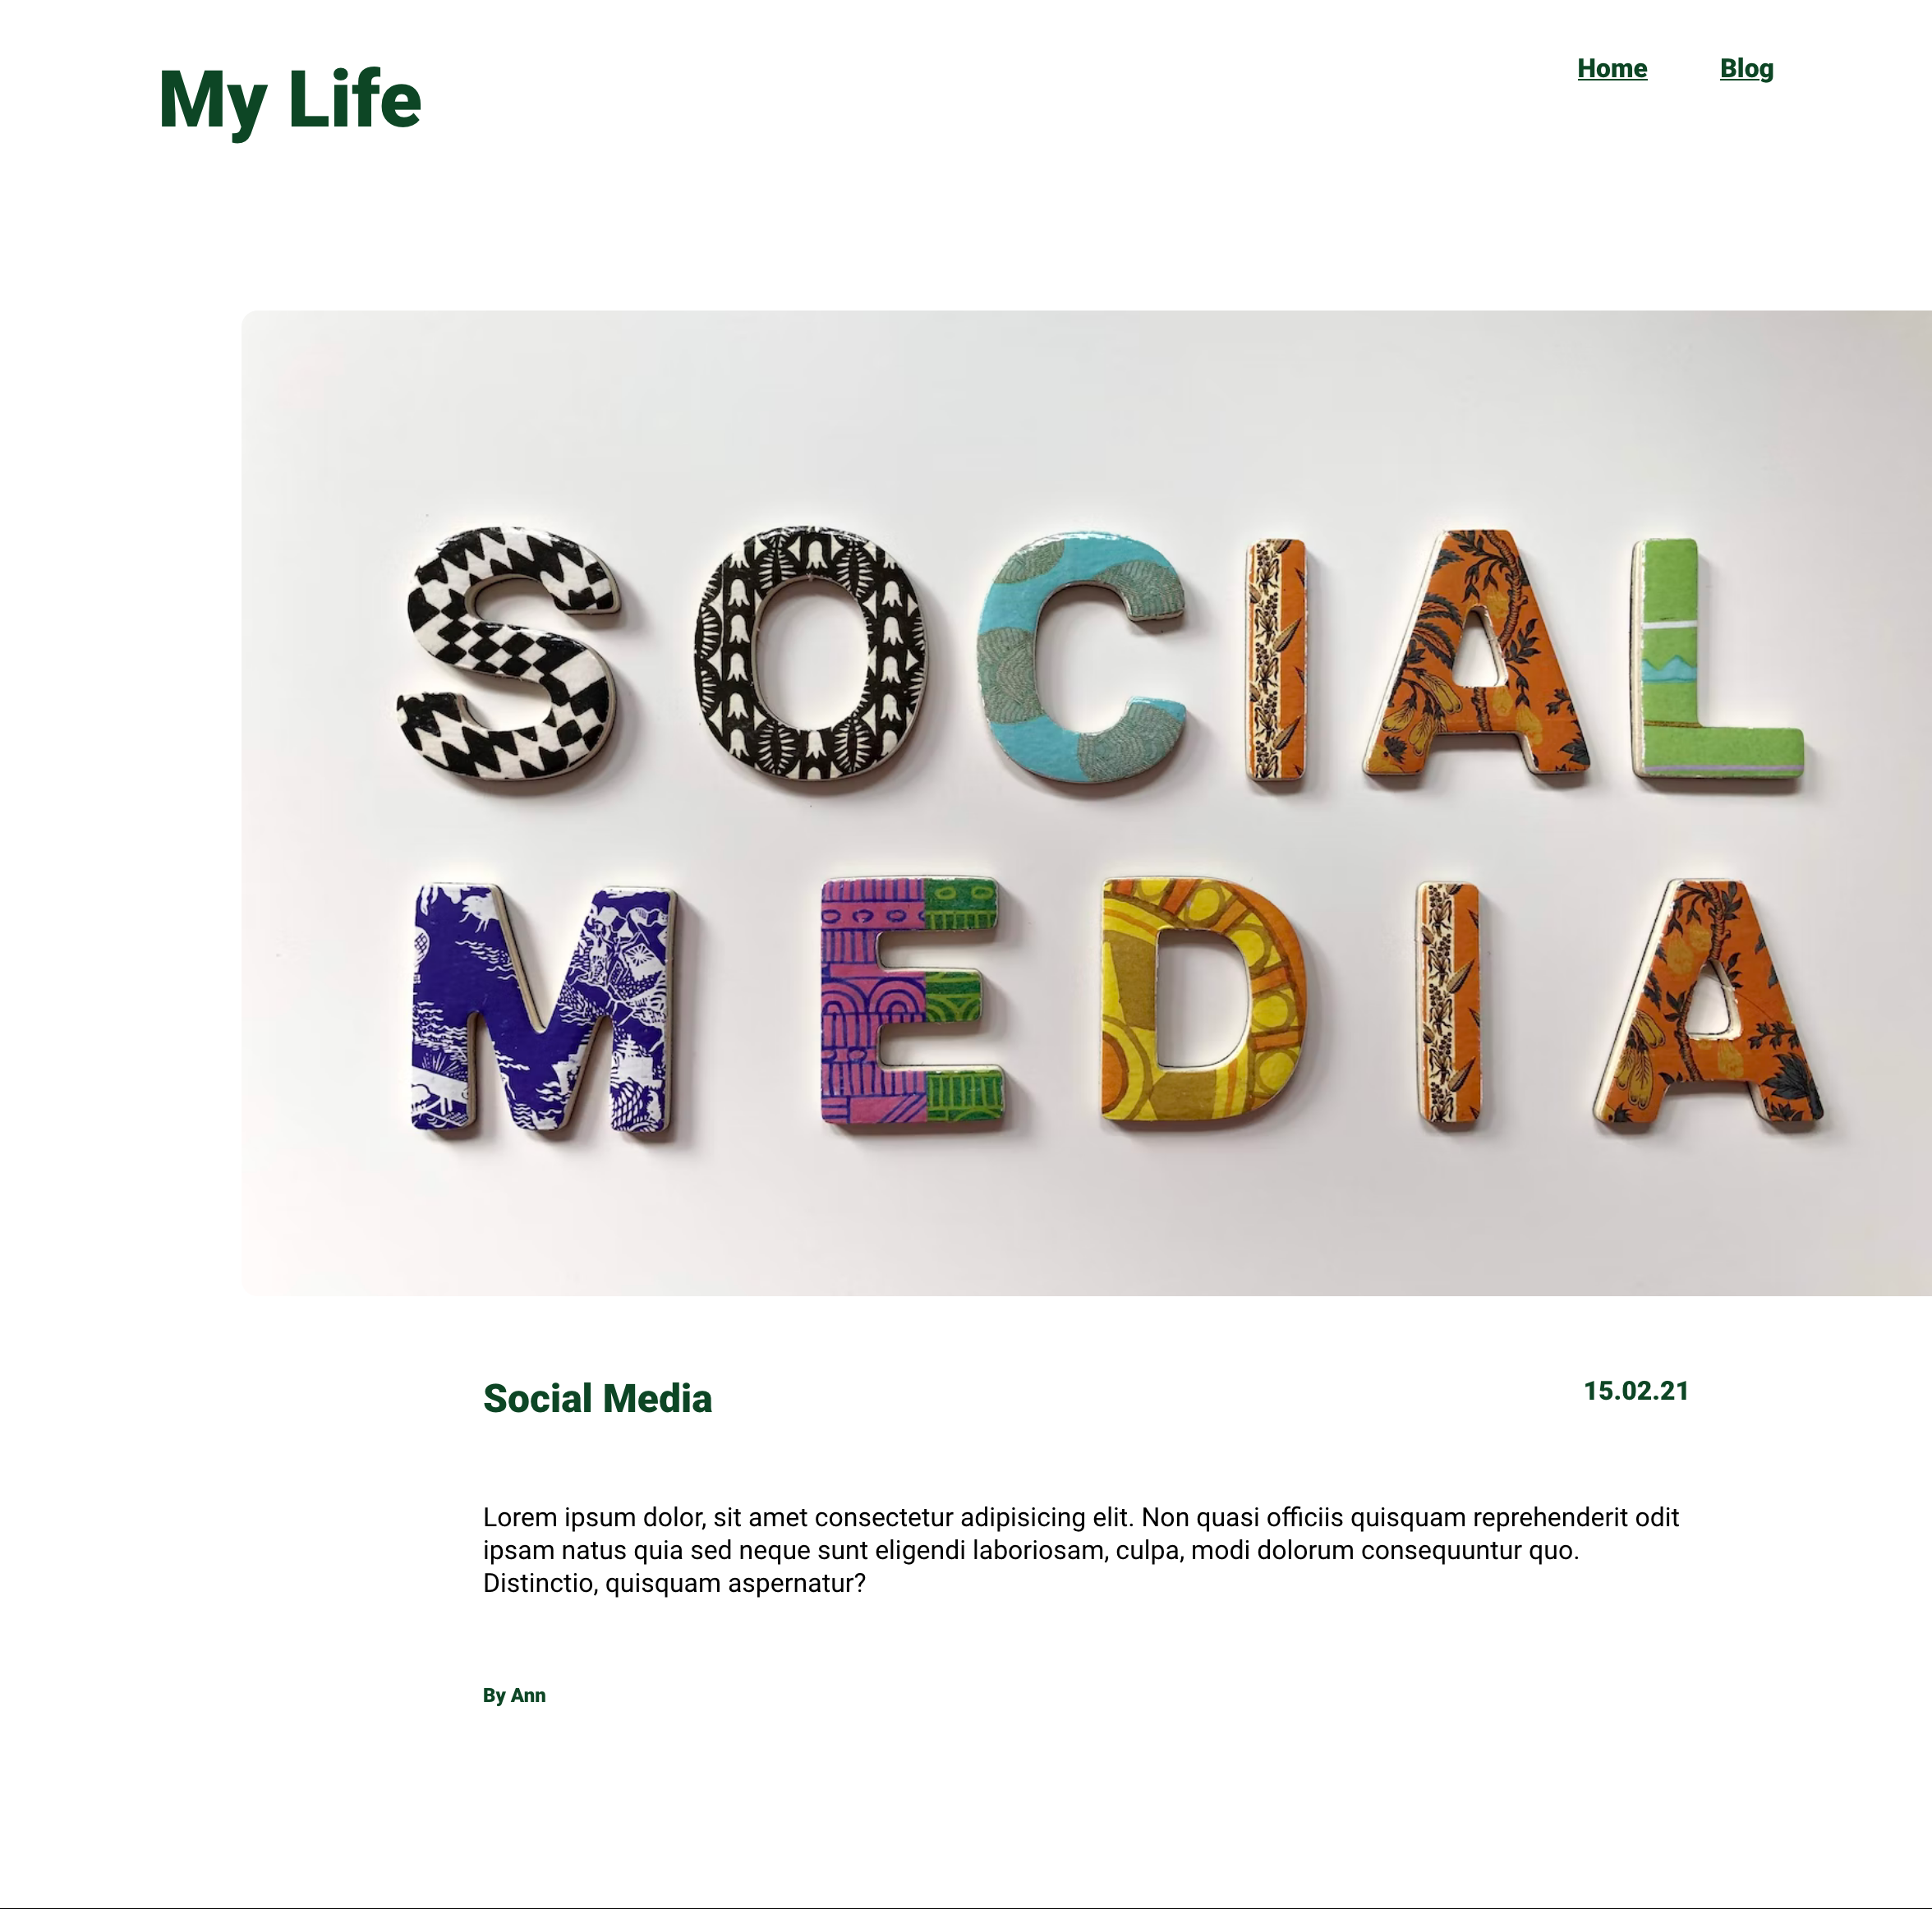 My Life
Home Blog
SOCIAL
MEDIA
Social Media
15.02.21
Lorem ipsum dolor, sit amet consectetur adipisicing elit. Non quasi officiis quisquam reprehenderit odit
ipsam natus quia sed neque sunt eligendi laboriosam, culpa, modi dolorum consequuntur quo.
Distinctio, quisquam aspernatur?
By Ann